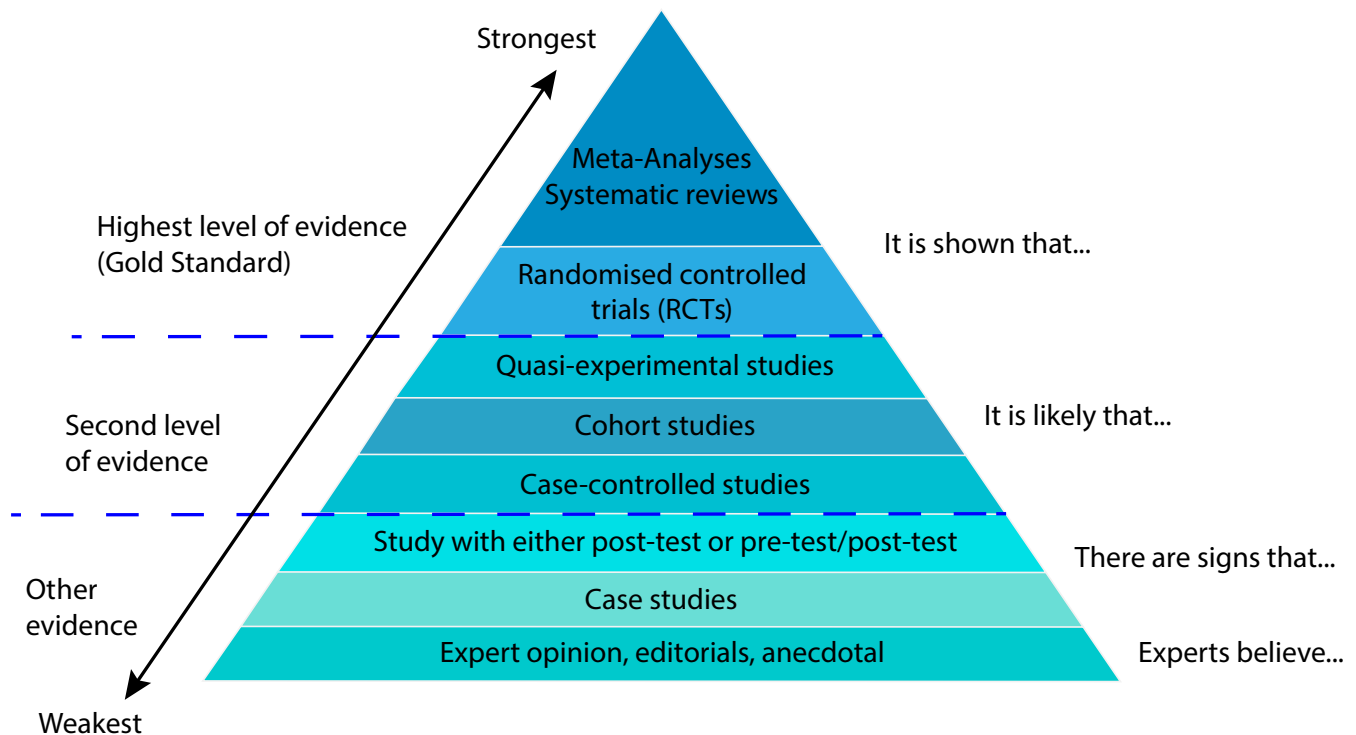 Strongest
Meta-Analyses
Systematic reviews
Highest level of evidence
(Gold Standard)
It is shown that...
Randomised controlled
trials (RCTs)
Quasi-experimental studies
Second level
of evidence
Cohort studies
It is likely that...
Case-controlled studies
Study with either post-test or pre-test/post-test
There are signs that...
Other
evidence
Case studies
Expert opinion, editorials, anecdotal
Experts believe...
Weakest